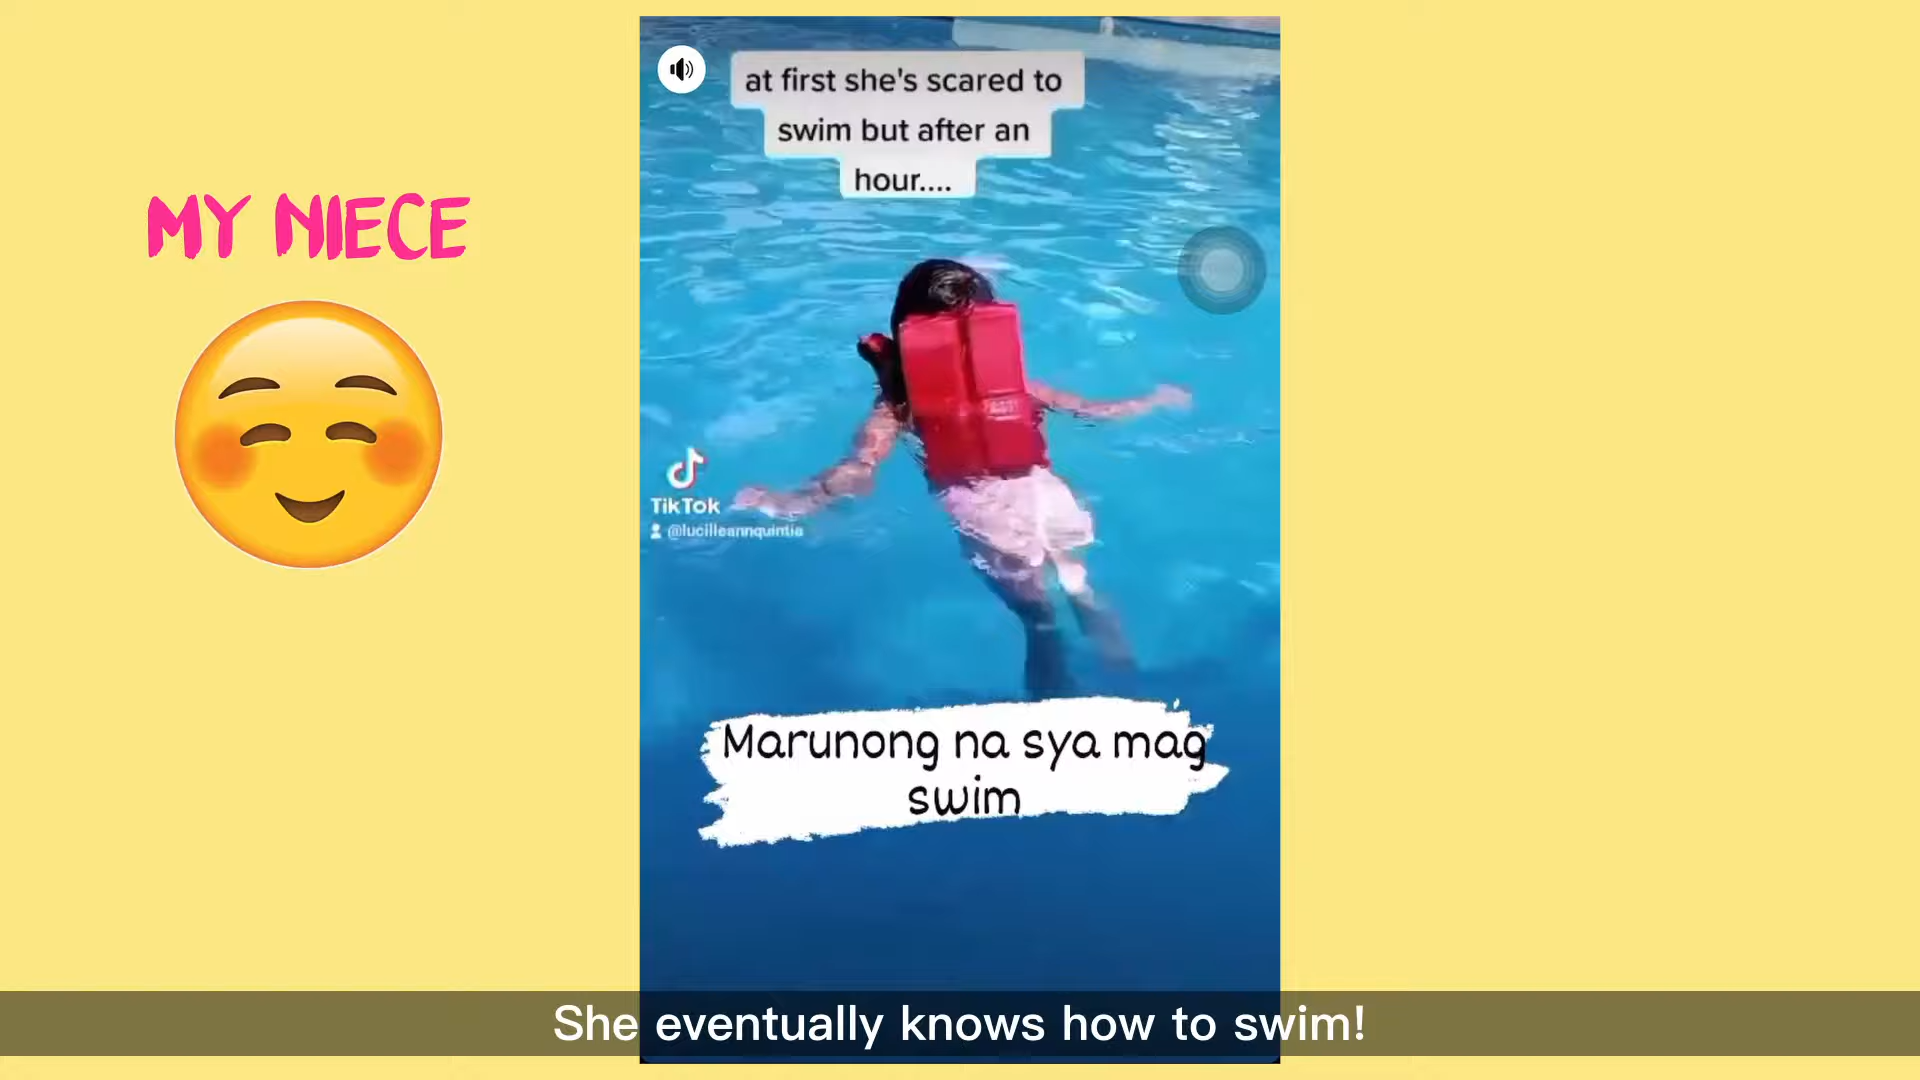 at first she's scared to
swim but after an
hour....
MY NIECE
TikTok
@lucilleannquintia
Marunong na sya mag
swim
She eventually knows how to swim!